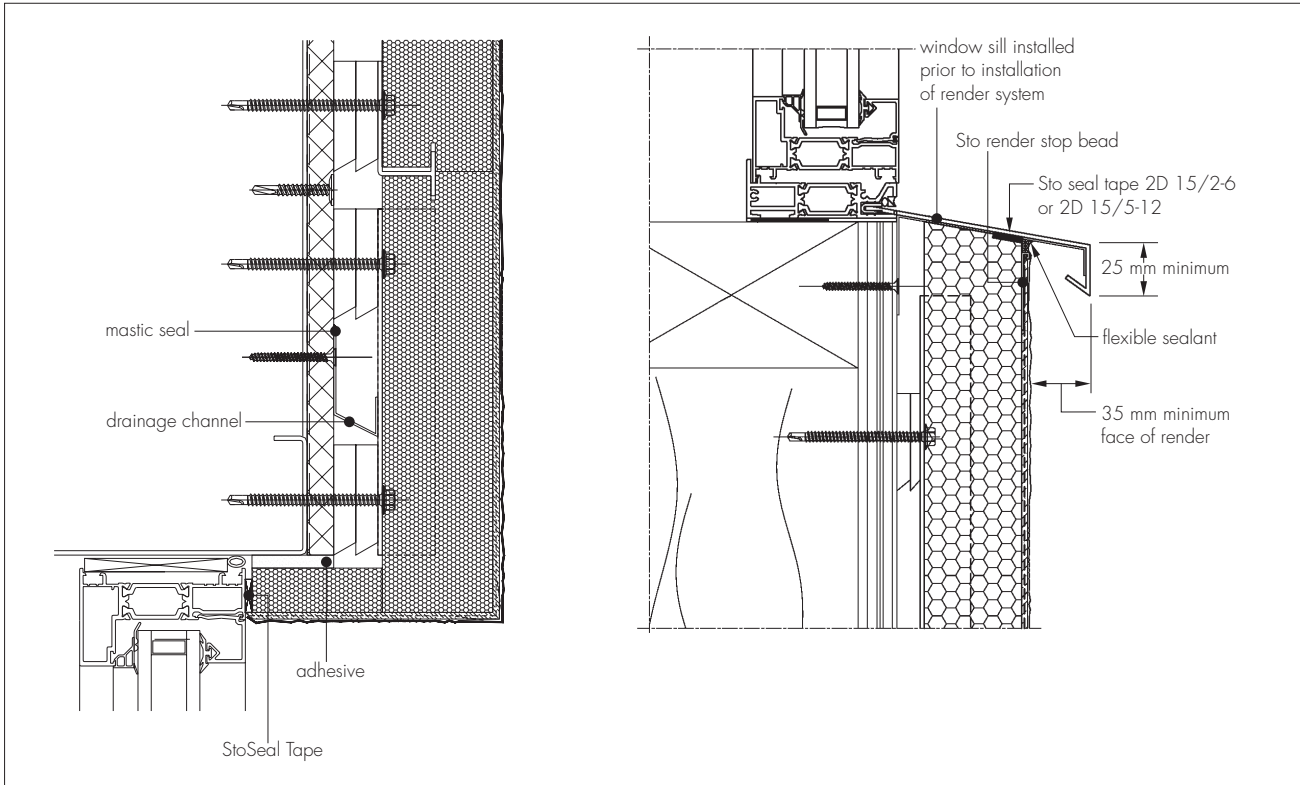 mastic seal
drainage channel
adhesive
StoSeal Tape
window sill installed
prior to installation
of render system
Sto render stop bead
Sto seal tape 2D 15/2-6
or 2D 15/5-12
25 mm minimum
flexible sealant
35 mm minimum
face of render